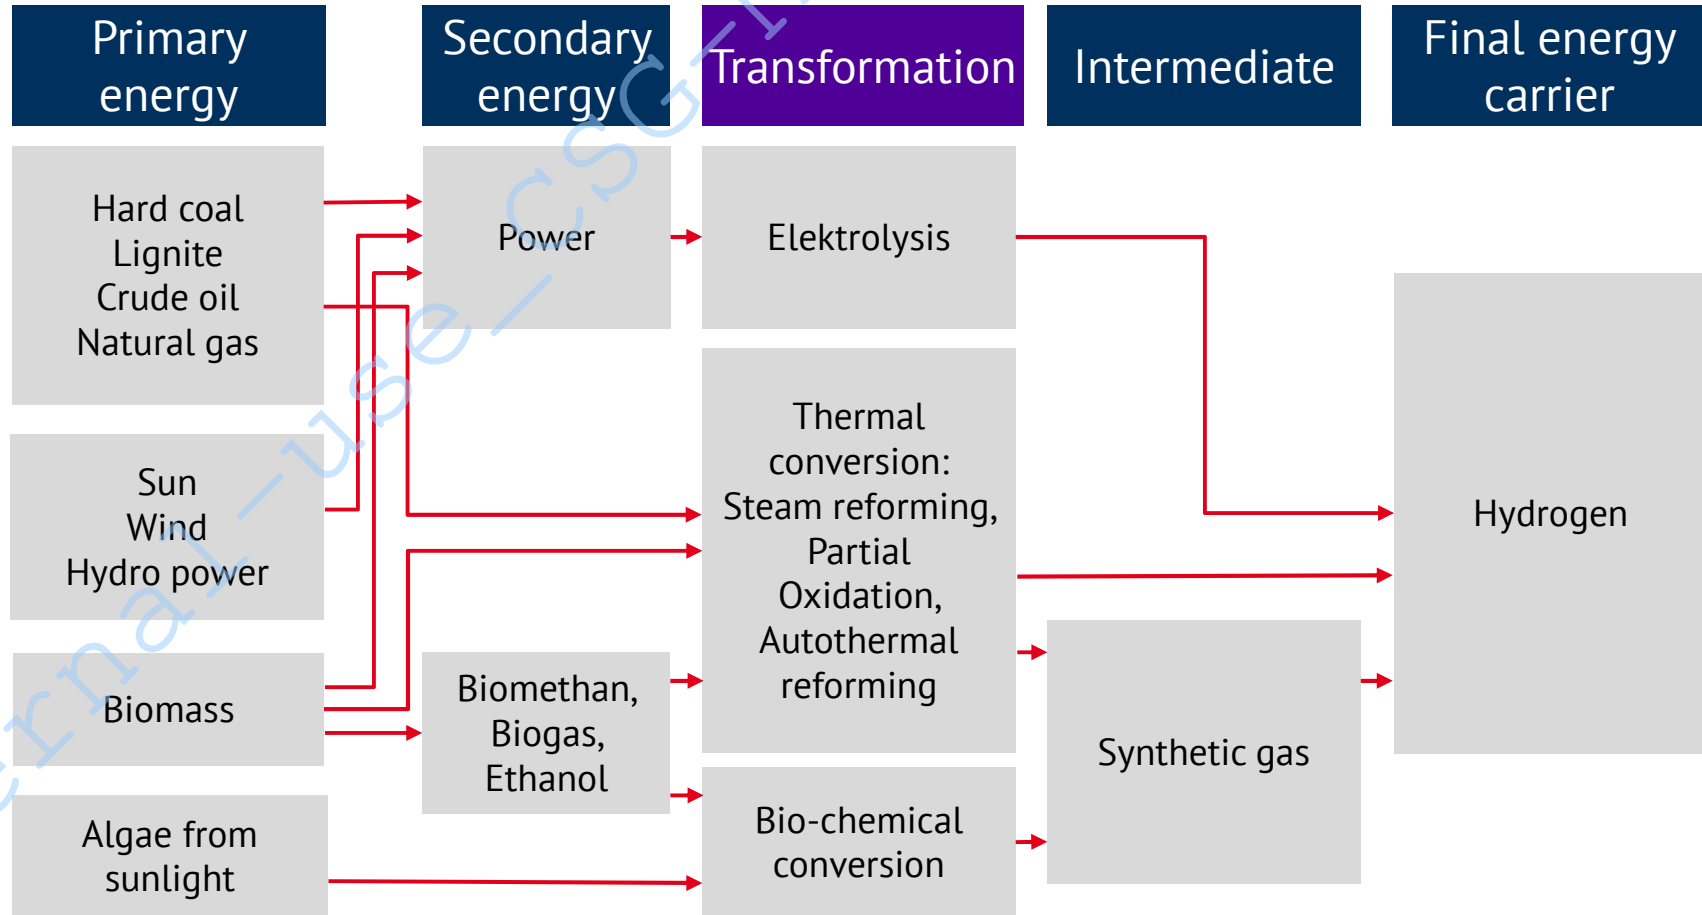 Primary
energy
Secondary
energy
Transformation
Intermediate
Final energy
carrier
Hard coal
Lignite
Crude oil
Natural gas
Power
Elektrolysis
Sun
Wind
Hydro power
Thermal
conversion:
Steam reforming,
Partial
Oxidation,
Autothermal
reforming
Hydrogen
Biomass
Biomethan,
Biogas,
Ethanol
Synthetic gas
Algae from
sunlight
Bio-chemical
conversion
ernal-use_CSG-i